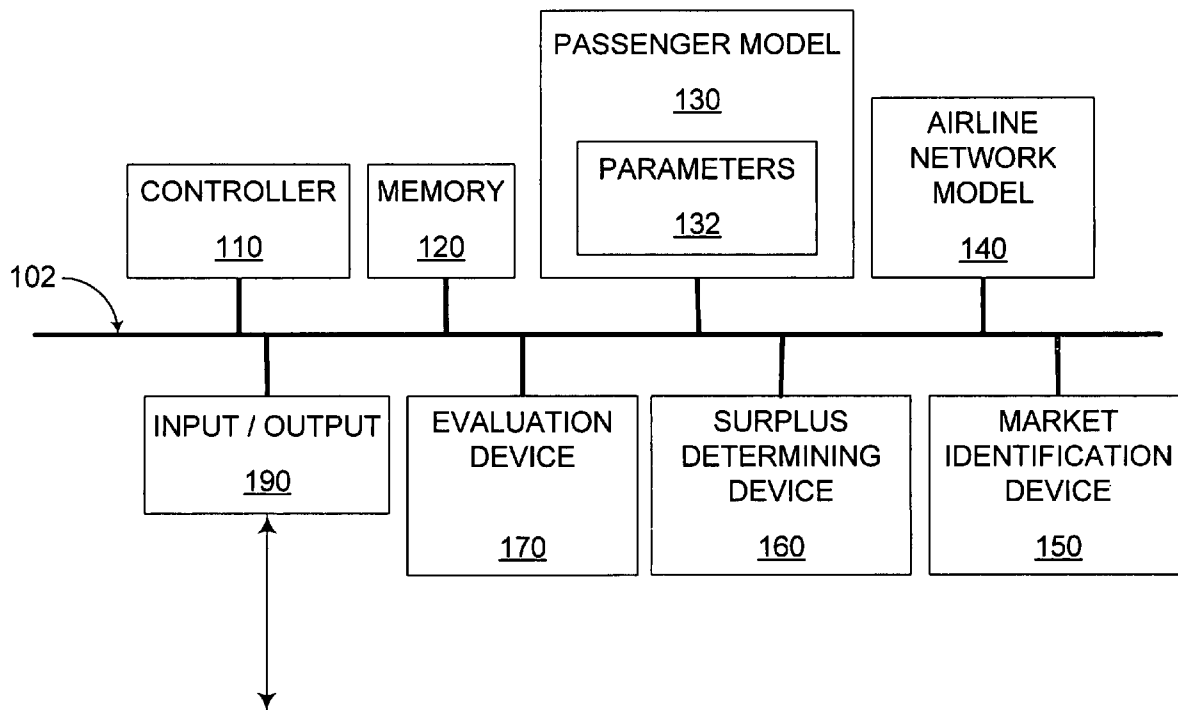 PASSENGER MODEL
130
PARAMETERS
132
AIRLINE
NETWORK
MODEL
140
CONTROLLER
110
MEMORY
120
102
INPUT / OUTPUT
190
EVALUATION
DEVICE
170
SURPLUS
DETERMINING
DEVICE
160
MARKET
IDENTIFICATION
DEVICE
150